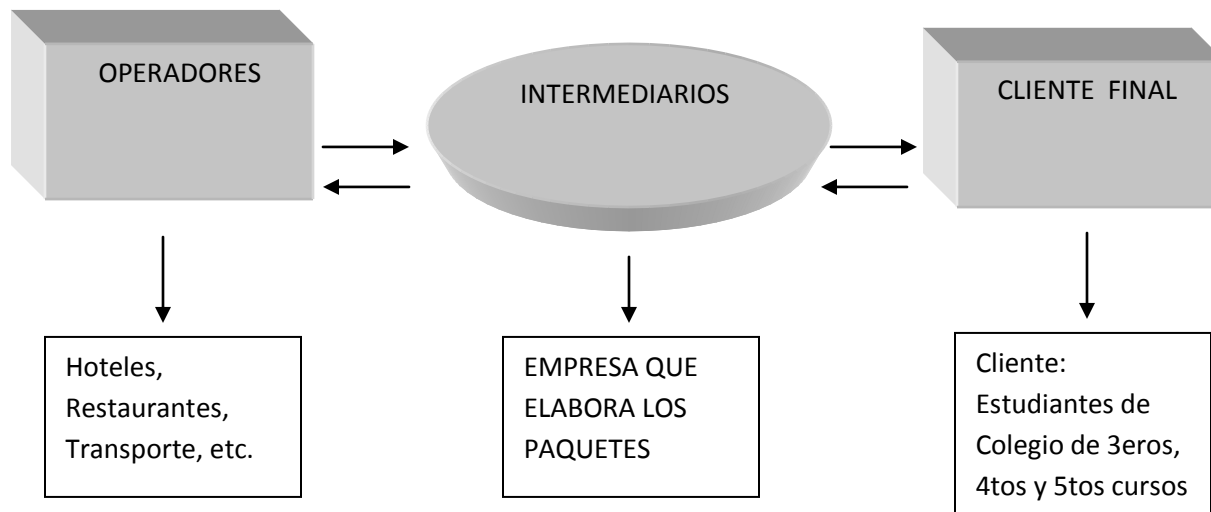 OPERADORES
INTERMEDIARIOS
CLIENTE FINAL
Hoteles,
Restaurantes,
Transporte, etc.
EMPRESA QUE
ELABORA LOS
PAQUETES
Cliente:
Estudiantes de
Colegio de 3eros,
4tos y 5tos cursos